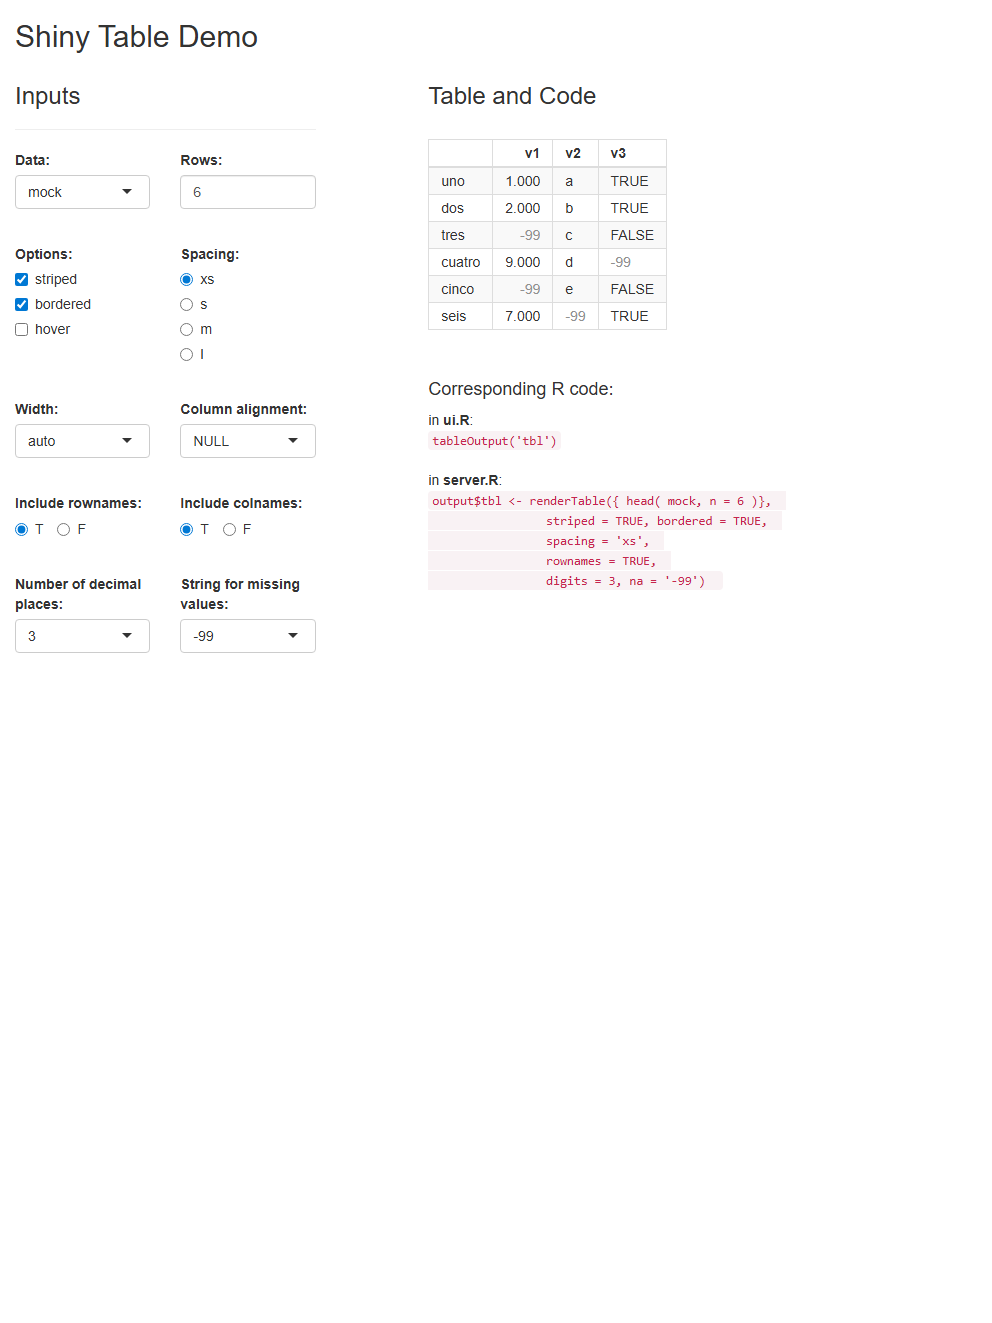 Shiny Table Demo
Inputs
Data: Rows:
mock 6
Options: Spacing:
striped xs
bordered s
hover m
l
Width: Column alignment:
auto NULL
Include rownames: Include colnames:
T F T F
Number of decimal places: String for missing values:
3 -99
Table and Code
v1 v2 v3
uno 1.000 a TRUE
dos 2.000 b TRUE
tres -99 c FALSE
cuatro 9.000 d -99
cinco -99 e FALSE
seis 7.000 -99 TRUE
Corresponding R code:
in ui.R:
tableOutput('tbl')
in server.R:
output$tbl <- renderTable({ head( mock, n = 6 )},
striped = TRUE, bordered = TRUE,
spacing = 'xs',
rownames = TRUE,
digits = 3, na = '-99')